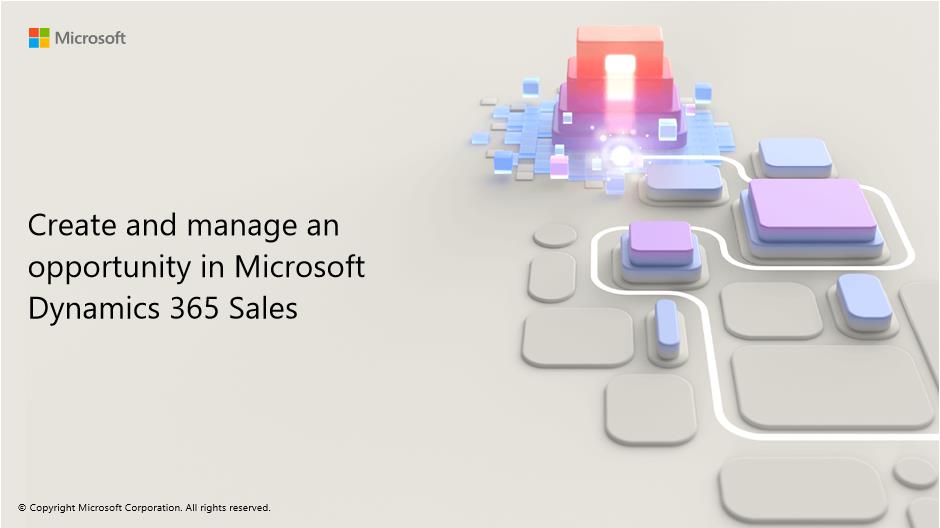 Microsoft
Create and manage an
opportunity in Microsoft
Dynamics 365 Sales
© Copyright Microsoft Corporation. All rights reserved.